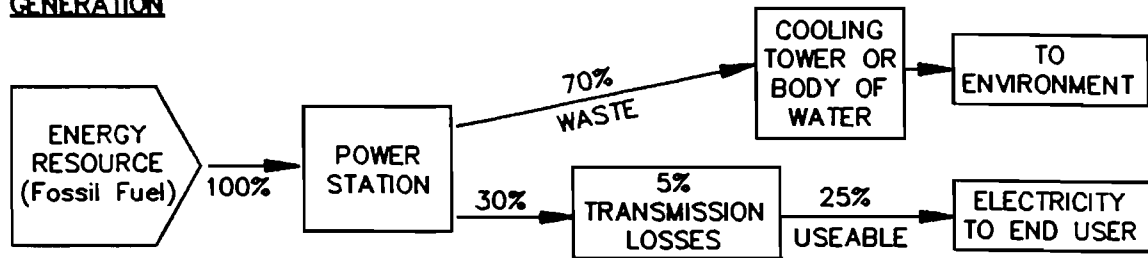 GENERATION
ENERGY
RESOURCE
(Fossil Fuel)
100%
POWER
STATION
70%
WASTE
COOLING
TOWER OR
BODY OF
WATER
TO
ENVIRONMENT
30%
5%
TRANSMISSION
LOSSES
25%
USEABLE
ELECTRICITY
TO END USER